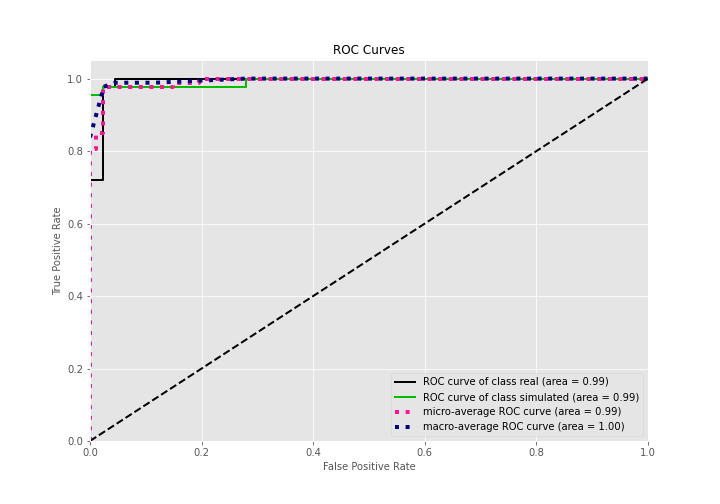 ROC Curves
True Positive Rate
1.0
0.8
0.6
0.4
0.2
0.0
0.0
0.2
0.4
0.6
0.8
1.0
False Positive Rate
ROC curve of class real (area = 0.99)
ROC curve of class simulated (area = 0.99)
micro-average ROC curve (area = 0.99)
macro-average ROC curve (area = 1.00)